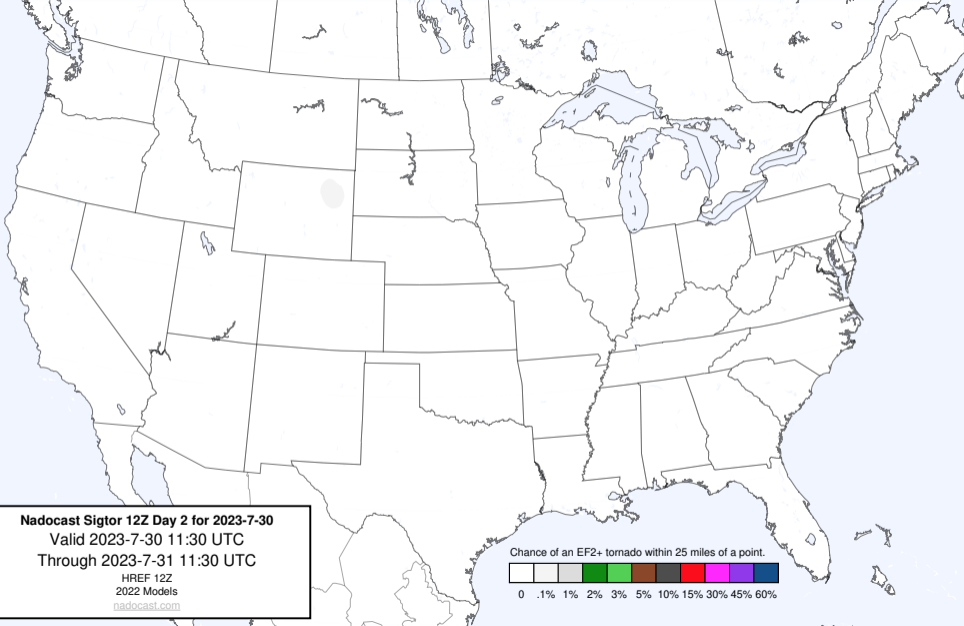 Nadocast Sigtor 12Z Day 2 for 2023-7-30
Valid 2023-7-30 11:30 UTC
Through 2023-7-31 11:30 UTC
HREF 12Z
2022 Models
nadocast.com
Chance of an EF2+ tornado within 25 miles of a point.
0 .1% 1% 2% 3% 5% 10% 15% 30% 45% 60%